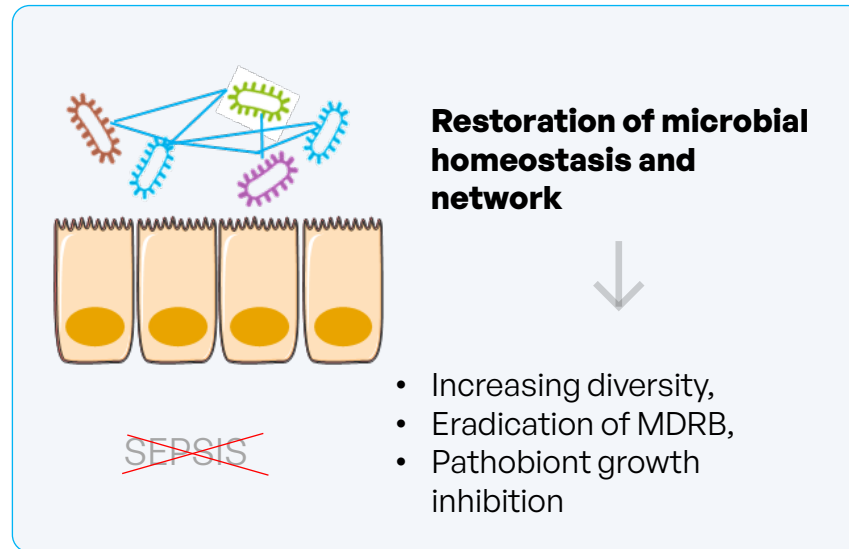 Restoration of microbial
homeostasis and
network
• Increasing diversity,
• Eradication of MDRB,
• Pathobiont growth
inhibition
SEPSIS